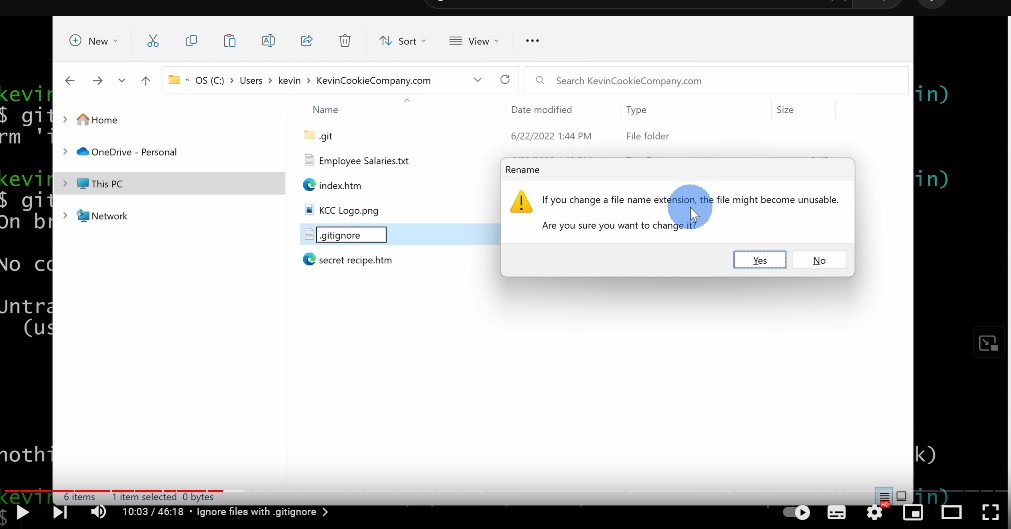 New
Sort
View
OS (C:) > Users > kevin > KevinCookieCompany.com
Search KevinCookieCompany.com
Name
Date modified
Type
Size
Home
OneDrive - Personal
This PC
Network
.git
6/22/2022 1:44 PM
File folder
Employee Salaries.txt
index.htm
KCC Logo.png
.gitignore
secret recipe.htm
Rename
If you change a file name extension, the file might become unusable.
Are you sure you want to change it?
Yes
No
in)
$ git
rm 'i
in)
$ git
On br
No co
Untra
(us
nothi
k)
in)
$
6 items
1 item selected 0 bytes
10:03 / 46:18 • Ignore files with .gitignore >
HD